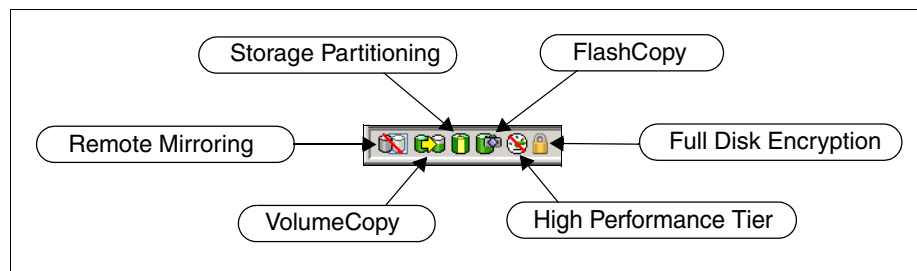 Storage Partitioning
FlashCopy
Remote Mirroring
Full Disk Encryption
VolumeCopy
High Performance Tier